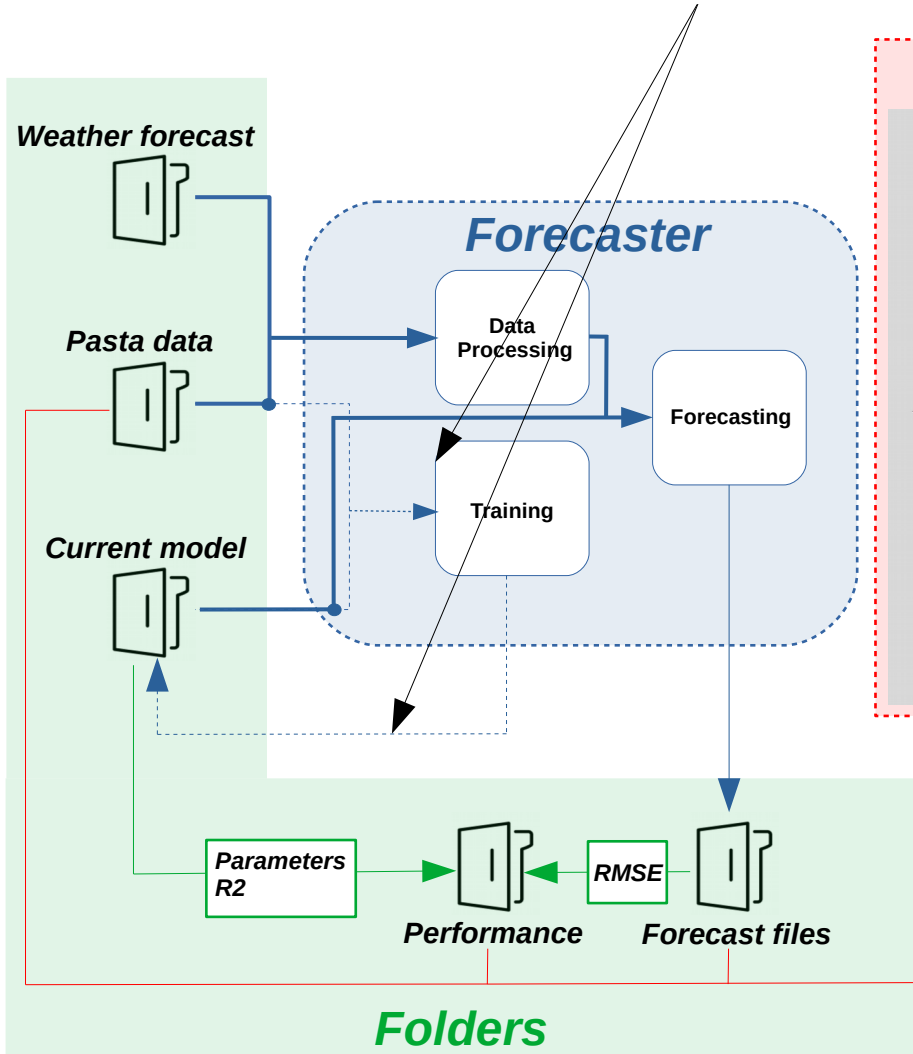 Weather forecast
Forecaster
Data
Processing
Pasta data
Forecasting
Training
Current model
Parameters
R2
RMSE
Performance
Forecast files
Folders